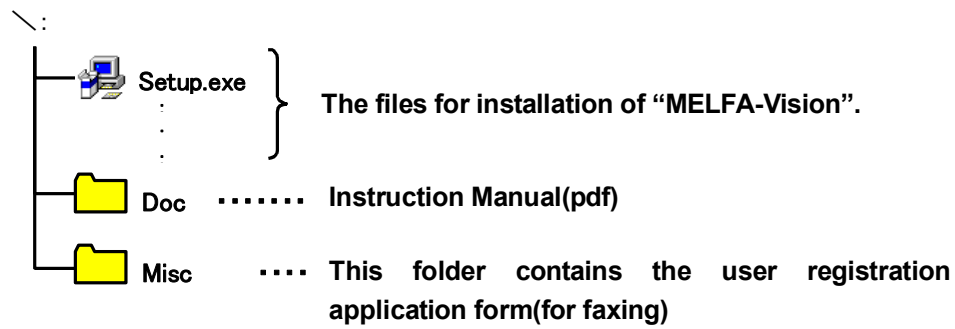 ＼:
Setup.exe
The files for installation of “MELFA-Vision”.
Doc ······· Instruction Manual(pdf)
Misc ···· This folder contains the user registration
application form(for faxing)